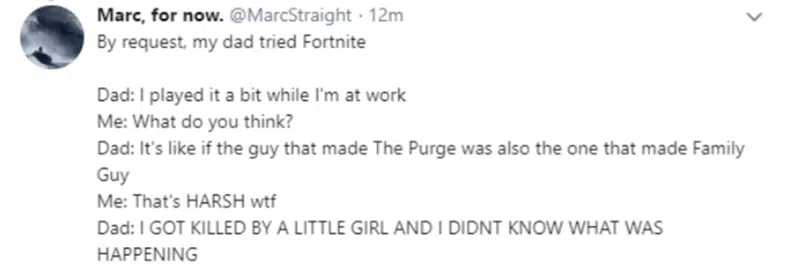 Marc, for now. @MarcStraight · 12m
By request, my dad tried Fortnite
Dad: I played it a bit while I'm at work
Me: What do you think?
Dad: It's like if the guy that made The Purge was also the one that made Family
Guy
Me: That's HARSH wtf
Dad: I GOT KILLED BY A LITTLE GIRL AND I DIDNT KNOW WHAT WAS
HAPPENING